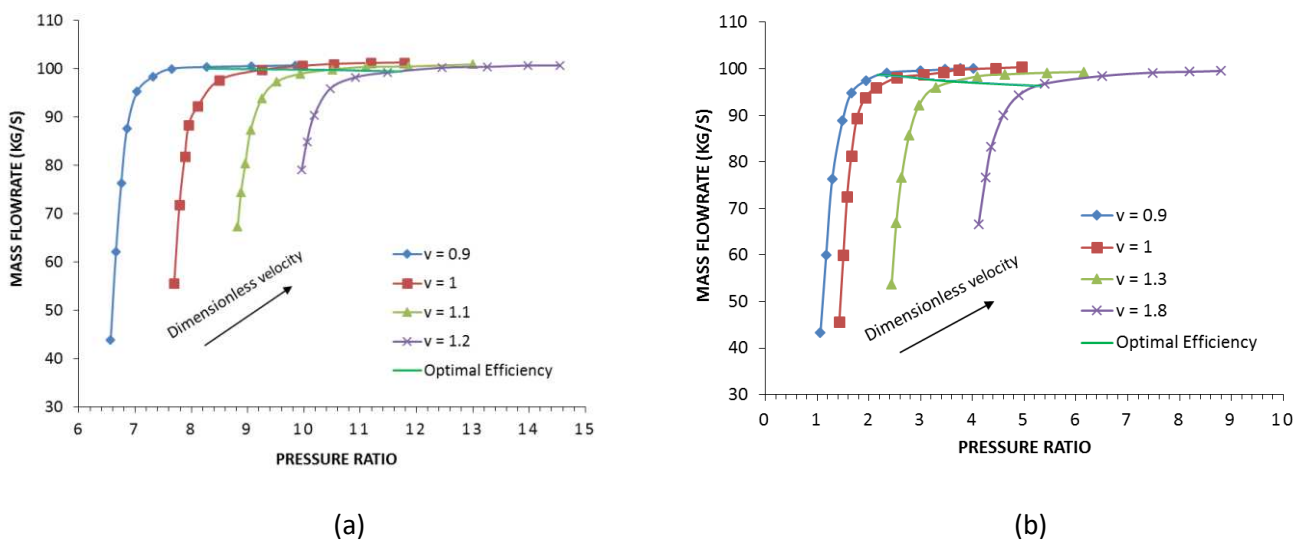 110
100
90
80
70
60
50
40
30
MASS FLOWRATE (KG/S)
6 7 8 9 10 11 12 13 14 15
PRESSURE RATIO
Dimensionless velocity
v = 0.9
v = 1
v = 1.1
v = 1.2
Optimal Efficiency
(a)
110
100
90
80
70
60
50
40
30
MASS FLOWRATE (KG/S)
0 1 2 3 4 5 6 7 8 9 10
PRESSURE RATIO
Dimensionless velocity
v = 0.9
v = 1
v = 1.3
v = 1.8
Optimal Efficiency
(b)